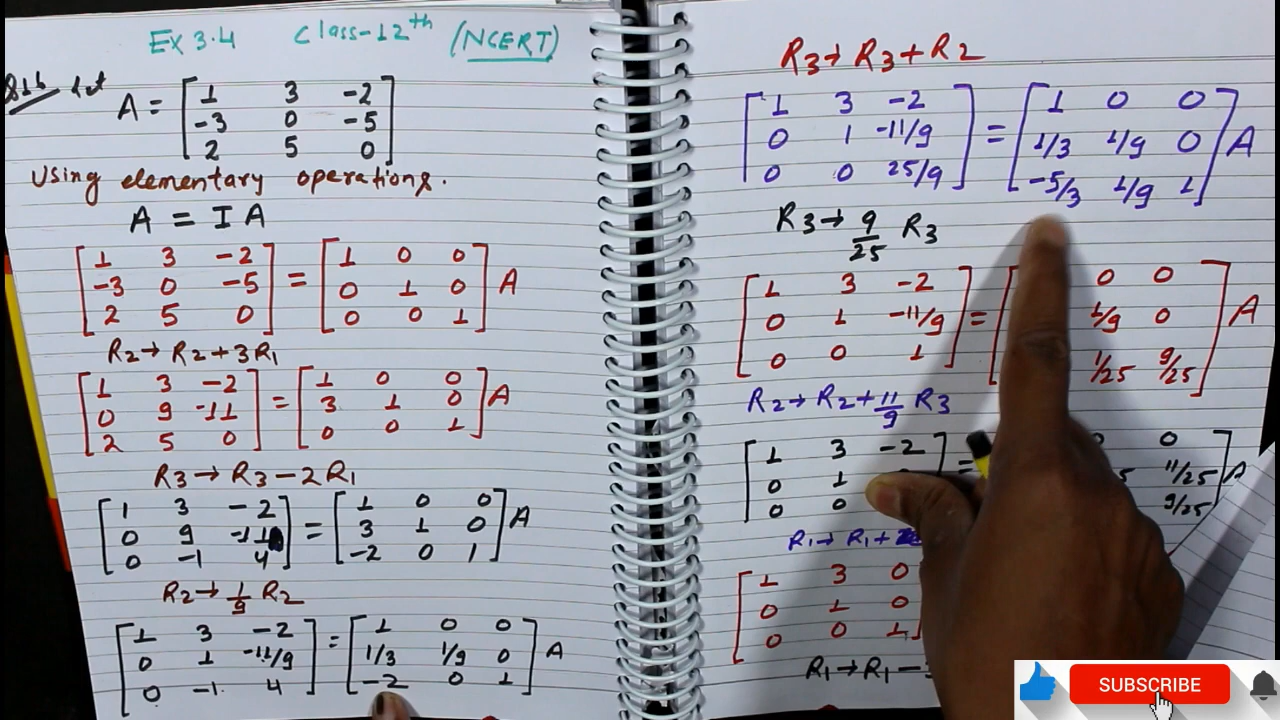 Ex 3.4 Class-12th (NCERT)
A = [ 1 3 -2
-3 0 -5
2 5 0 ]
Using elementary operations.
A = I A
[ 1 3 -2 ] = [ 1 0 0 ]
[ -3 0 -5 ] [ 0 1 0 ] A
[ 2 5 0 ] [ 0 0 1 ]
R2→ R2+3R1
[ 1 3 -2 ] = [ 1 0 0 ]
[ 0 9 -11 ] [ 3 1 0 ] A
[ 2 5 0 ] [ 0 0 1 ]
R3→ R3-2R1
[ 1 3 -2 ] = [ 1 0 0 ]
[ 0 9 -11 ] [ 3 1 0 ] A
[ 0 -1 4 ] [ -2 0 1 ]
R2→ 1/9 R2
[ 1 3 -2 ] = [ 1 0 0 ]
[ 0 1 -11/9 ] [ 1/3 1/9 0 ] A
[ 0 -1 4 ] [ -2 0 1 ]
R3→ R3+R2
[ 1 3 -2 ] = [ 1 0 0 ]
[ 0 1 -11/9 ] [ 1/3 1/9 0 ] A
[ 0 0 25/9 ] [ -5/3 1/9 1 ]
R3→ 9/25 R3
[ 1 3 -2 ] = [ 0 0 ]
[ 0 1 -11/9 ] [ 1/9 0 ] A
[ 0 0 1 ] [ 1/25 9/25 ]
R2→ R2+11/9 R3
[ 1 3 -2 ] = 0 0 ]
[ 0 1 11/25 ] A
[ 0 0 9/25 ]
R1→ R1+
[ 1 3 0
[ 0 1 0
[ 0 0 1 ]
R1→ R1-
SUBSCRIBE